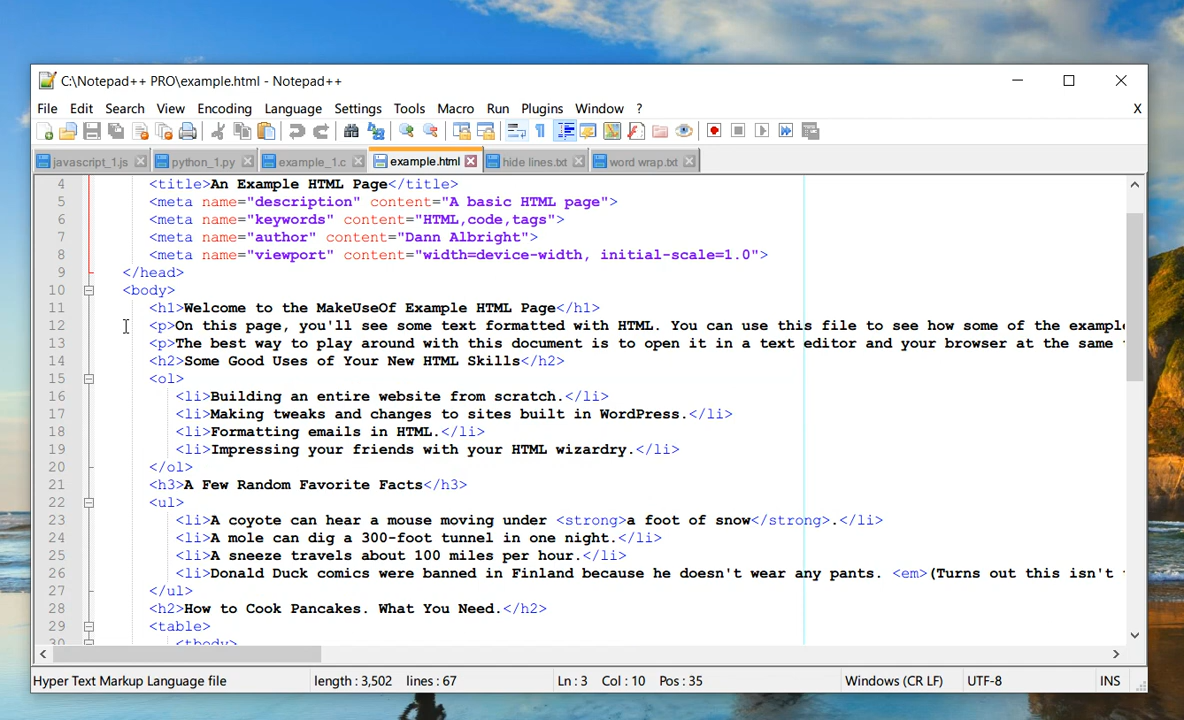 C:\Notepad++ PRO\example.html - Notepad++
File Edit Search View Encoding Language Settings Tools Macro Run Plugins Window ? X
javascript_1.js python_1.py example_1.c example.html hide lines.txt word wrap.txt
4 <title>An Example HTML Page</title>
5 <meta name="description" content="A basic HTML page">
6 <meta name="keywords" content="HTML,code,tags">
7 <meta name="author" content="Dann Albright">
8 <meta name="viewport" content="width=device-width, initial-scale=1.0">
9 </head>
10 <body>
11 <h1>Welcome to the MakeUseOf Example HTML Page</h1>
12 <p>On this page, you'll see some text formatted with HTML. You can use this file to see how some of the example
13 <p>The best way to play around with this document is to open it in a text editor and your browser at the same
14 <h2>Some Good Uses of Your New HTML Skills</h2>
15 <ol>
16 <li>Building an entire website from scratch.</li>
17 <li>Making tweaks and changes to sites built in WordPress.</li>
18 <li>Formatting emails in HTML.</li>
19 <li>Impressing your friends with your HTML wizardry.</li>
20 </ol>
21 <h3>A Few Random Favorite Facts</h3>
22 <ul>
23 <li>A coyote can hear a mouse moving under <strong>a foot of snow</strong>.</li>
24 <li>A mole can dig a 300-foot tunnel in one night.</li>
25 <li>A sneeze travels about 100 miles per hour.</li>
26 <li>Donald Duck comics were banned in Finland because he doesn't wear any pants. <em>(Turns out this isn't
27 </ul>
28 <h2>How to Cook Pancakes. What You Need.</h2>
29 <table>
30 <tbody>
Hyper Text Markup Language file length : 3,502 lines : 67 Ln : 3 Col : 10 Pos : 35 Windows (CR LF) UTF-8 INS